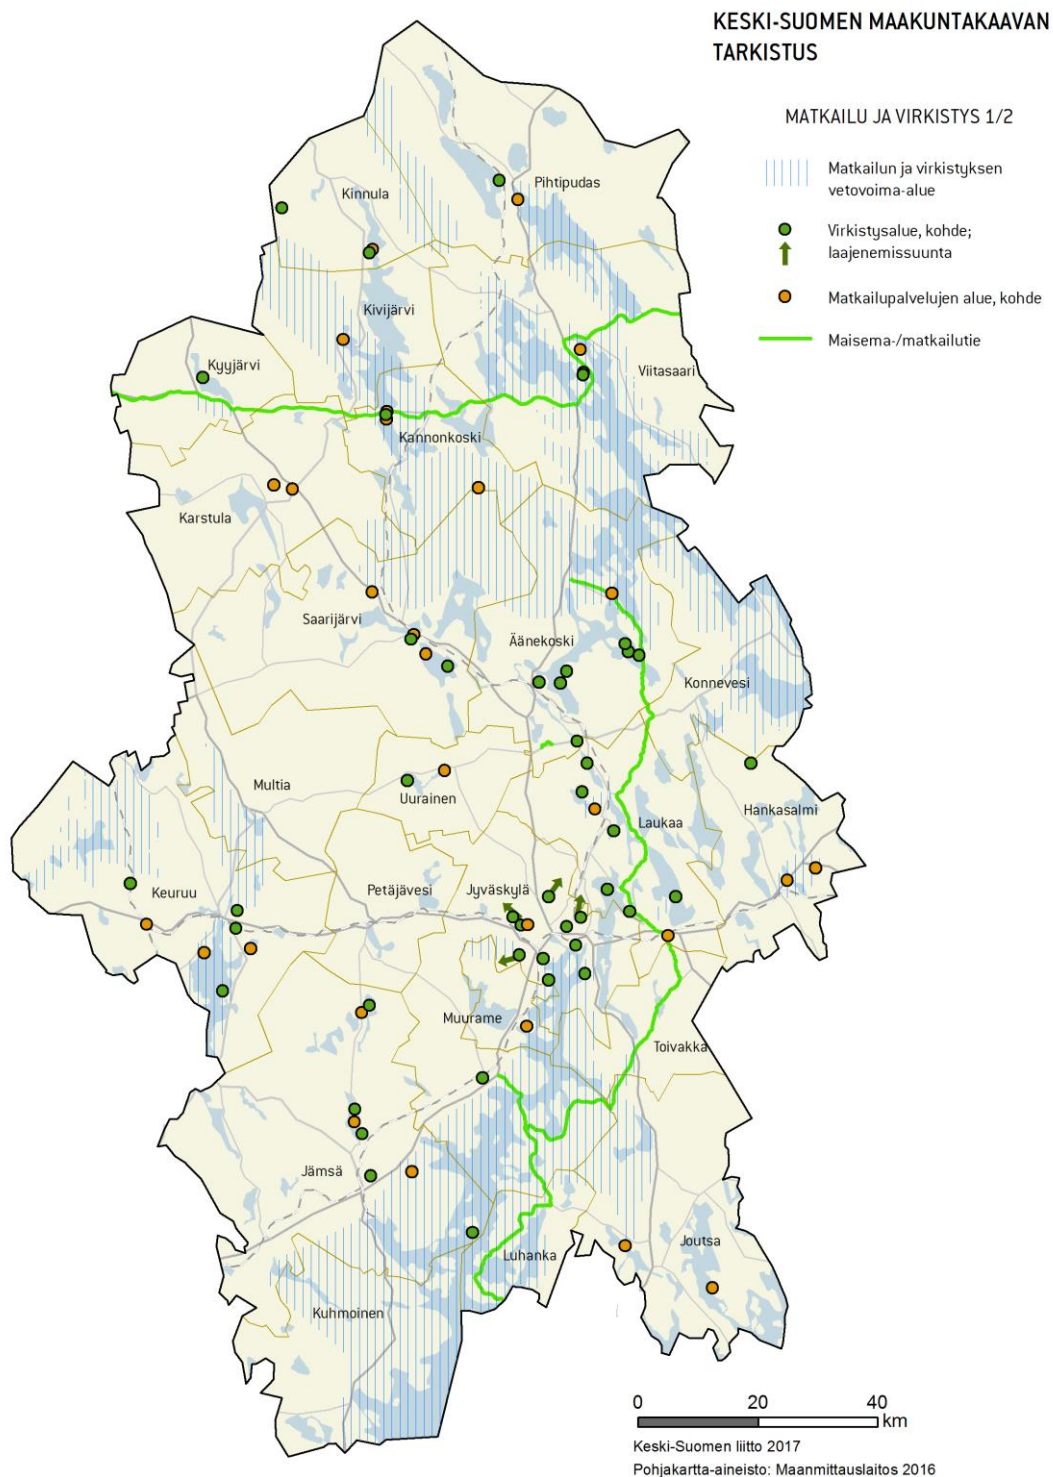 KESKI-SUOMEN MAAKUNTAKAAVAN
TARKISTUS
MATKAILU JA VIRKISTYS 1/2
Matkailun ja virkistyksen
vetovoima-alue
Virkistysalue, kohde;
laajenemissuunta
Matkailupalvelujen alue, kohde
Maisema-/matkailutie
Pihtipudas
Kinnula
Kivijärvi
Kyyjärvi
Viitasaari
Kannonkoski
Karstula
Saarijärvi
Äänekoski
Konnevesi
Multia
Uurainen
Hankasalmi
Laukaa
Keuruu
Petäjävesi
Jyväskylä
Muurame
Toivakka
Jämsä
Luhanka
Joutsa
Kuhmoinen
0 20 40
km
Keski-Suomen liitto 2017
Pohjakartta-aineisto: Maanmittauslaitos 2016